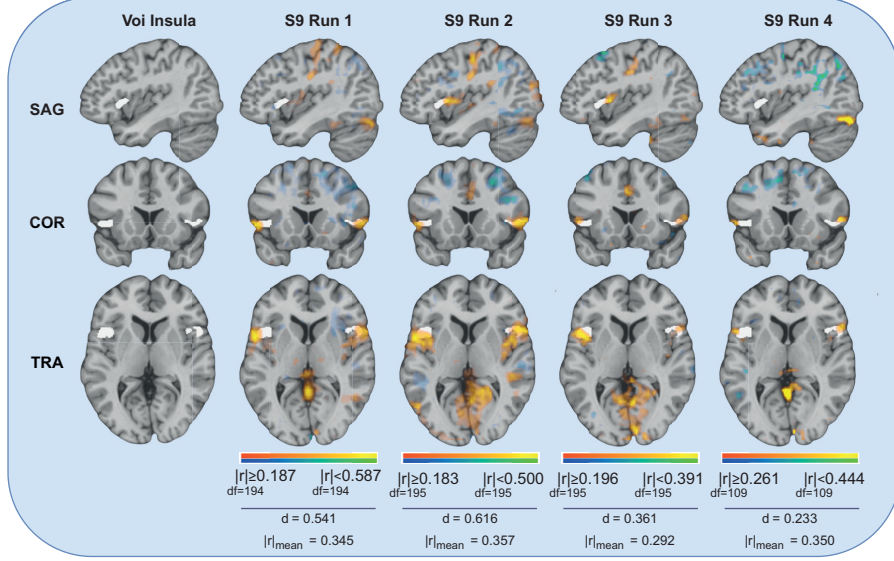 Voi Insula S9 Run 1 S9 Run 2 S9 Run 3 S9 Run 4
SAG
COR
TRA
|r|≥0.187 |r|<0.587 |r|≥0.183 |r|<0.500 |r|≥0.196 |r|<0.391 |r|≥0.261 |r|<0.444
df=194 df=194 df=195 df=195 df=195 df=195 df=109 df=109
d = 0.541 d = 0.616 d = 0.361 d = 0.233
|r|mean = 0.345 |r|mean = 0.357 |r|mean = 0.292 |r|mean = 0.350